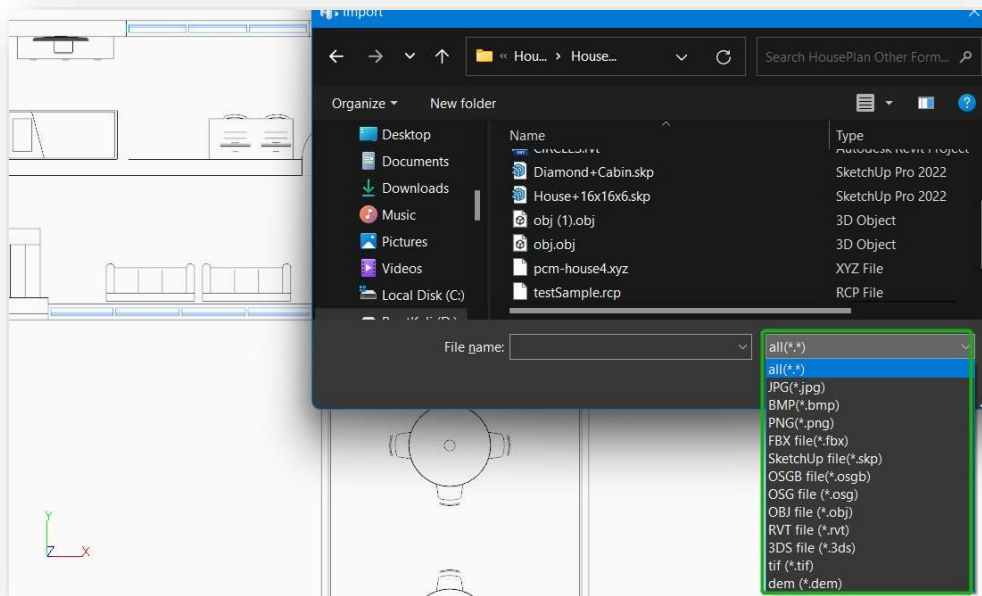 Import
Hou... > House...
Search HousePlan Other Form...
Organize
New folder
Desktop
Documents
Downloads
Music
Pictures
Videos
Local Disk (C:)
Name
Type
CIRCLES.rvt
Autodesk Revit Project
Diamond+Cabin.skp
SketchUp Pro 2022
House+16x16x6.skp
SketchUp Pro 2022
obj (1).obj
3D Object
obj.obj
3D Object
pcm-house4.xyz
XYZ File
testSample.rcp
RCP File
File name:
all(*.*)
all(*.*)
JPG(*.jpg)
BMP(*.bmp)
PNG(*.png)
FBX file(*.fbx)
SketchUp file(*.skp)
OSGB file(*.osgb)
OSG file (*.osg)
OBJ file (*.obj)
RVT file (*.rvt)
3DS file (*.3ds)
tif (*.tif)
dem (*.dem)
Y
Z
X